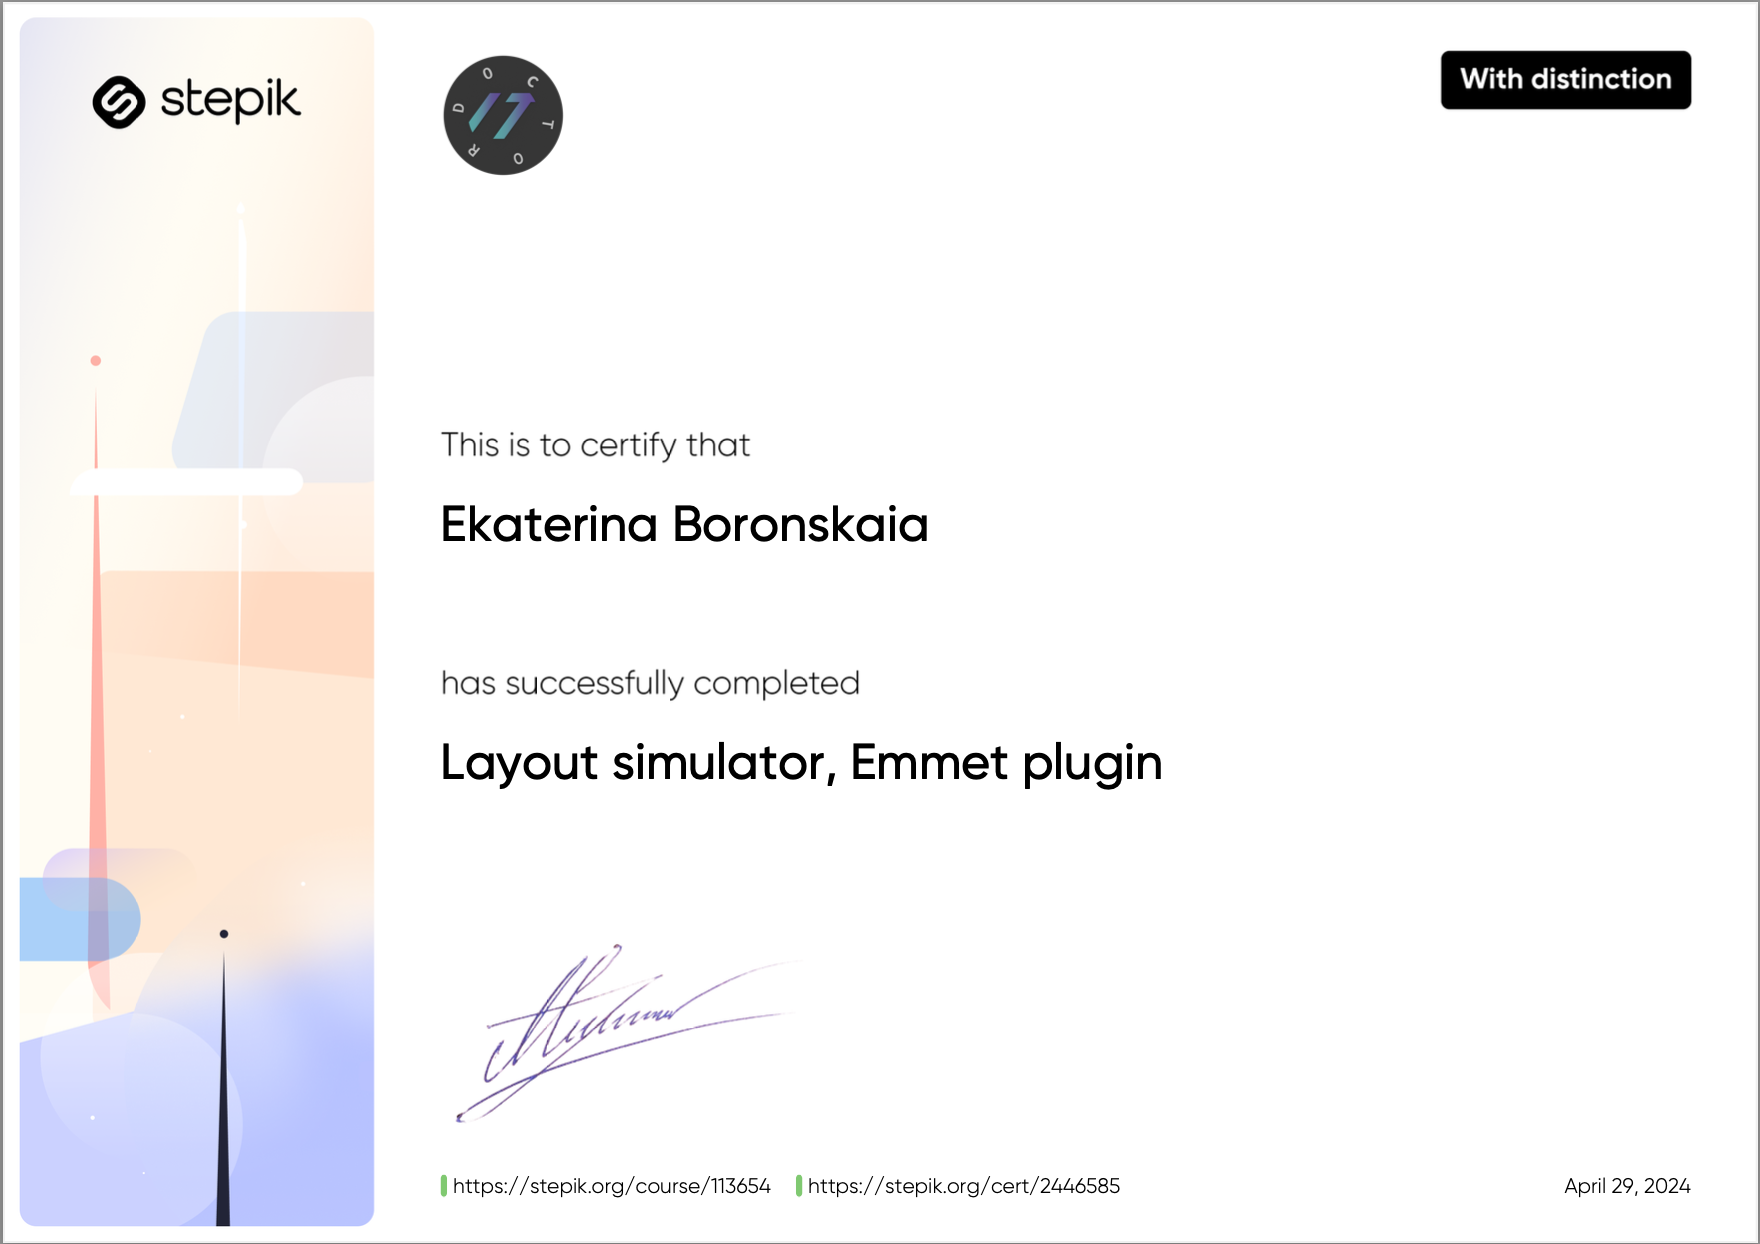 stepik
DOCTOR
IT
With distinction
This is to certify that
Ekaterina Boronskaia
has successfully completed
Layout simulator, Emmet plugin
https://stepik.org/course/113654 https://stepik.org/cert/2446585
April 29, 2024